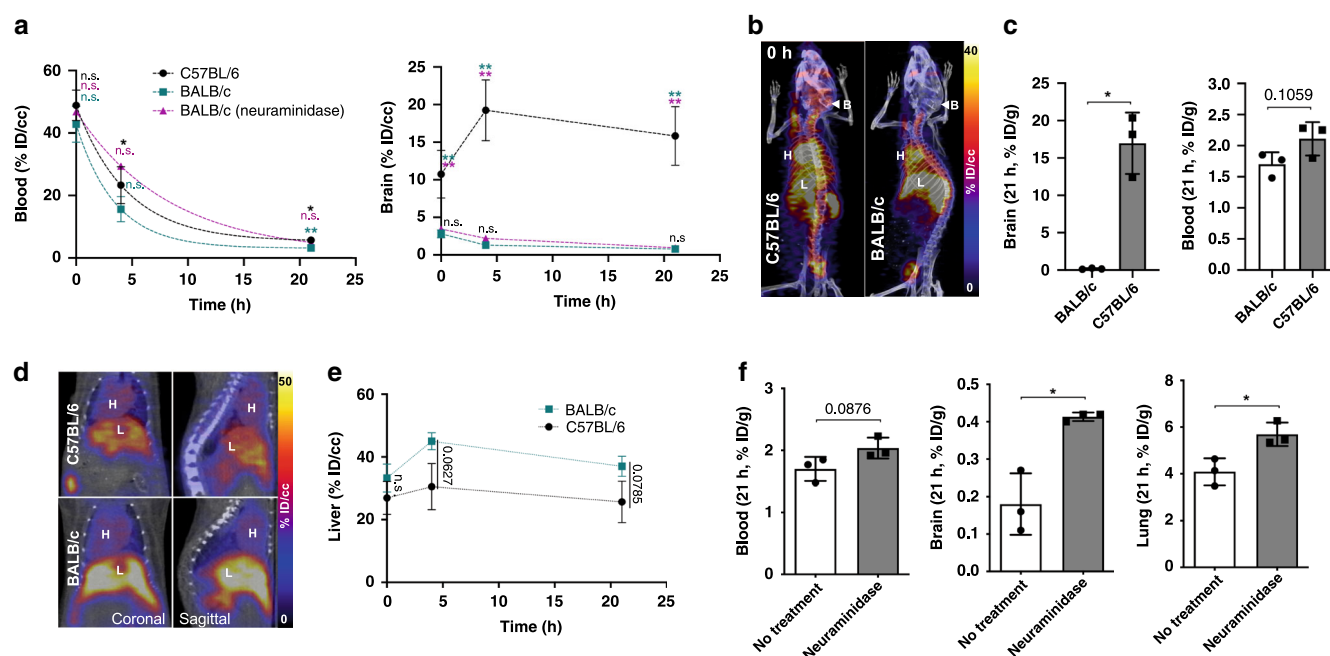 a
Blood (% ID/cc)
60
40
20
0
0
5
10
15
20
25
Time (h)
n.s.
n.s.
n.s.
*
n.s.
n.s.
*
n.s.
**
C57BL/6
BALB/c
BALB/c (neuraminidase)
Brain (% ID/cc)
25
20
15
10
5
0
0
5
10
15
20
25
Time (h)
**
**
**
**
**
**
n.s.
n.s.
n.s
b
0 h
B
H
L
C57BL/6
B
H
L
BALB/c
40
% ID/cc
0
c
Brain (21 h, % ID/g)
25
20
15
10
5
0
*
BALB/c
C57BL/6
Blood (21 h, % ID/g)
3.0
2.5
2.0
1.5
1.0
0.5
0.0
0.1059
BALB/c
C57BL/6
d
C57BL/6
H
L
H
L
BALB/c
H
L
Coronal
H
L
Sagittal
50
% ID/cc
0
e
Liver (% ID/cc)
60
40
20
0
0
5
10
15
20
25
Time (h)
BALB/c
C57BL/6
n.s
0.0627
0.0785
f
Blood (21 h, % ID/g)
3
2
1
0
0.0876
No treatment
Neuraminidase
Brain (21 h, % ID/g)
0.5
0.4
0.3
0.2
0.1
0.0
*
No treatment
Neuraminidase
Lung (21 h, % ID/g)
8
6
4
2
0
*
No treatment
Neuraminidase